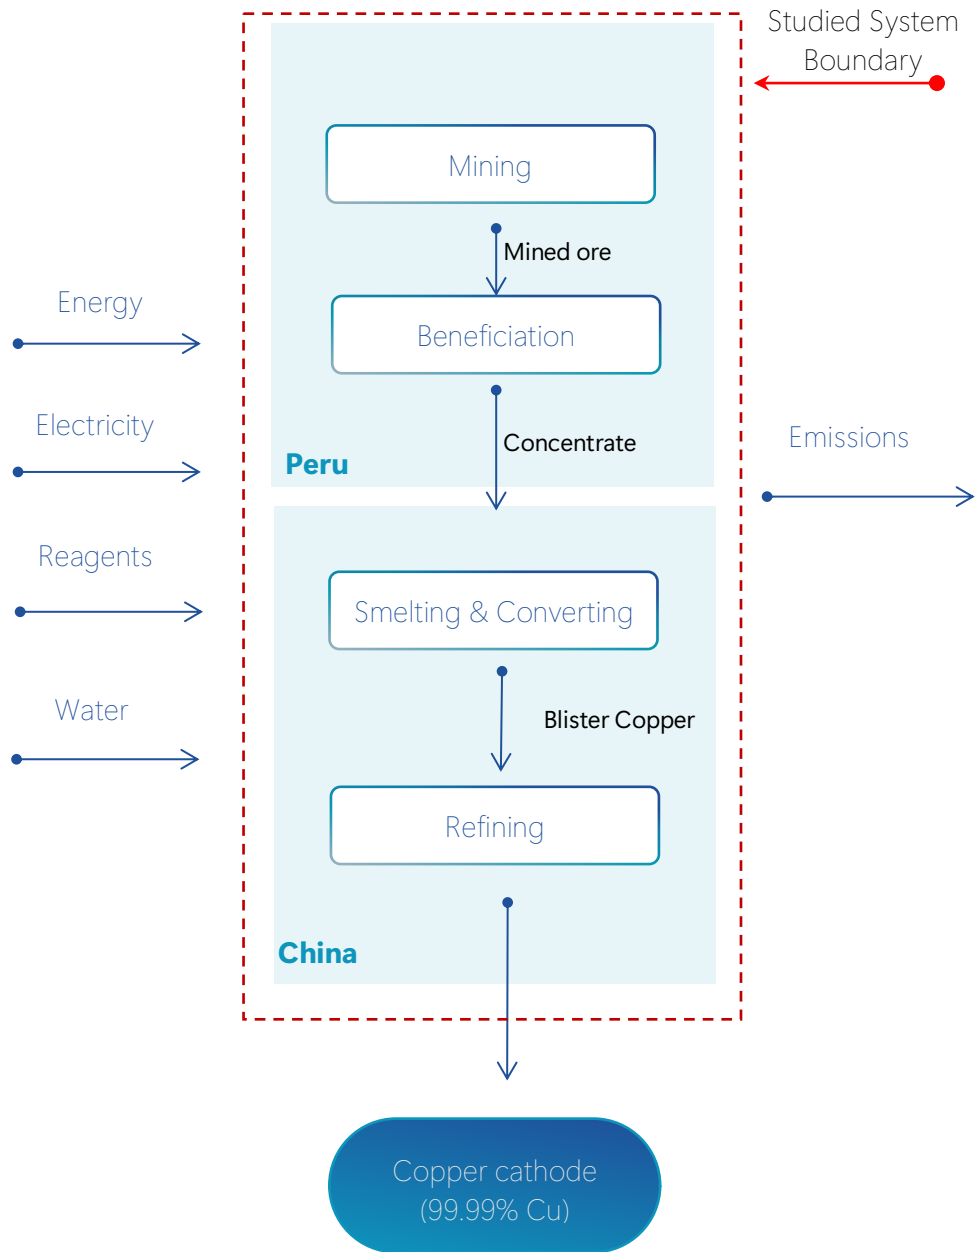 Studied System
Boundary
Mining
Mined ore
Energy
Beneficiation
Electricity
Concentrate
Emissions
Peru
Reagents
Smelting & Converting
Water
Blister Copper
Refining
China
Copper cathode
(99.99% Cu)